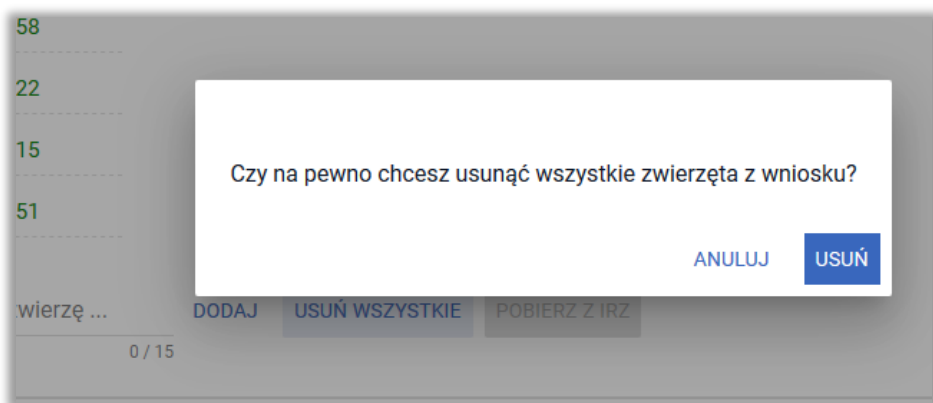 58
22
15
51
Czy na pewno chcesz usunąć wszystkie zwierzęta z wniosku?
ANULUJ USUŃ
zwierzę ... DODAJ USUŃ WSZYSTKIE POBIERZ Z IRZ
0 / 15